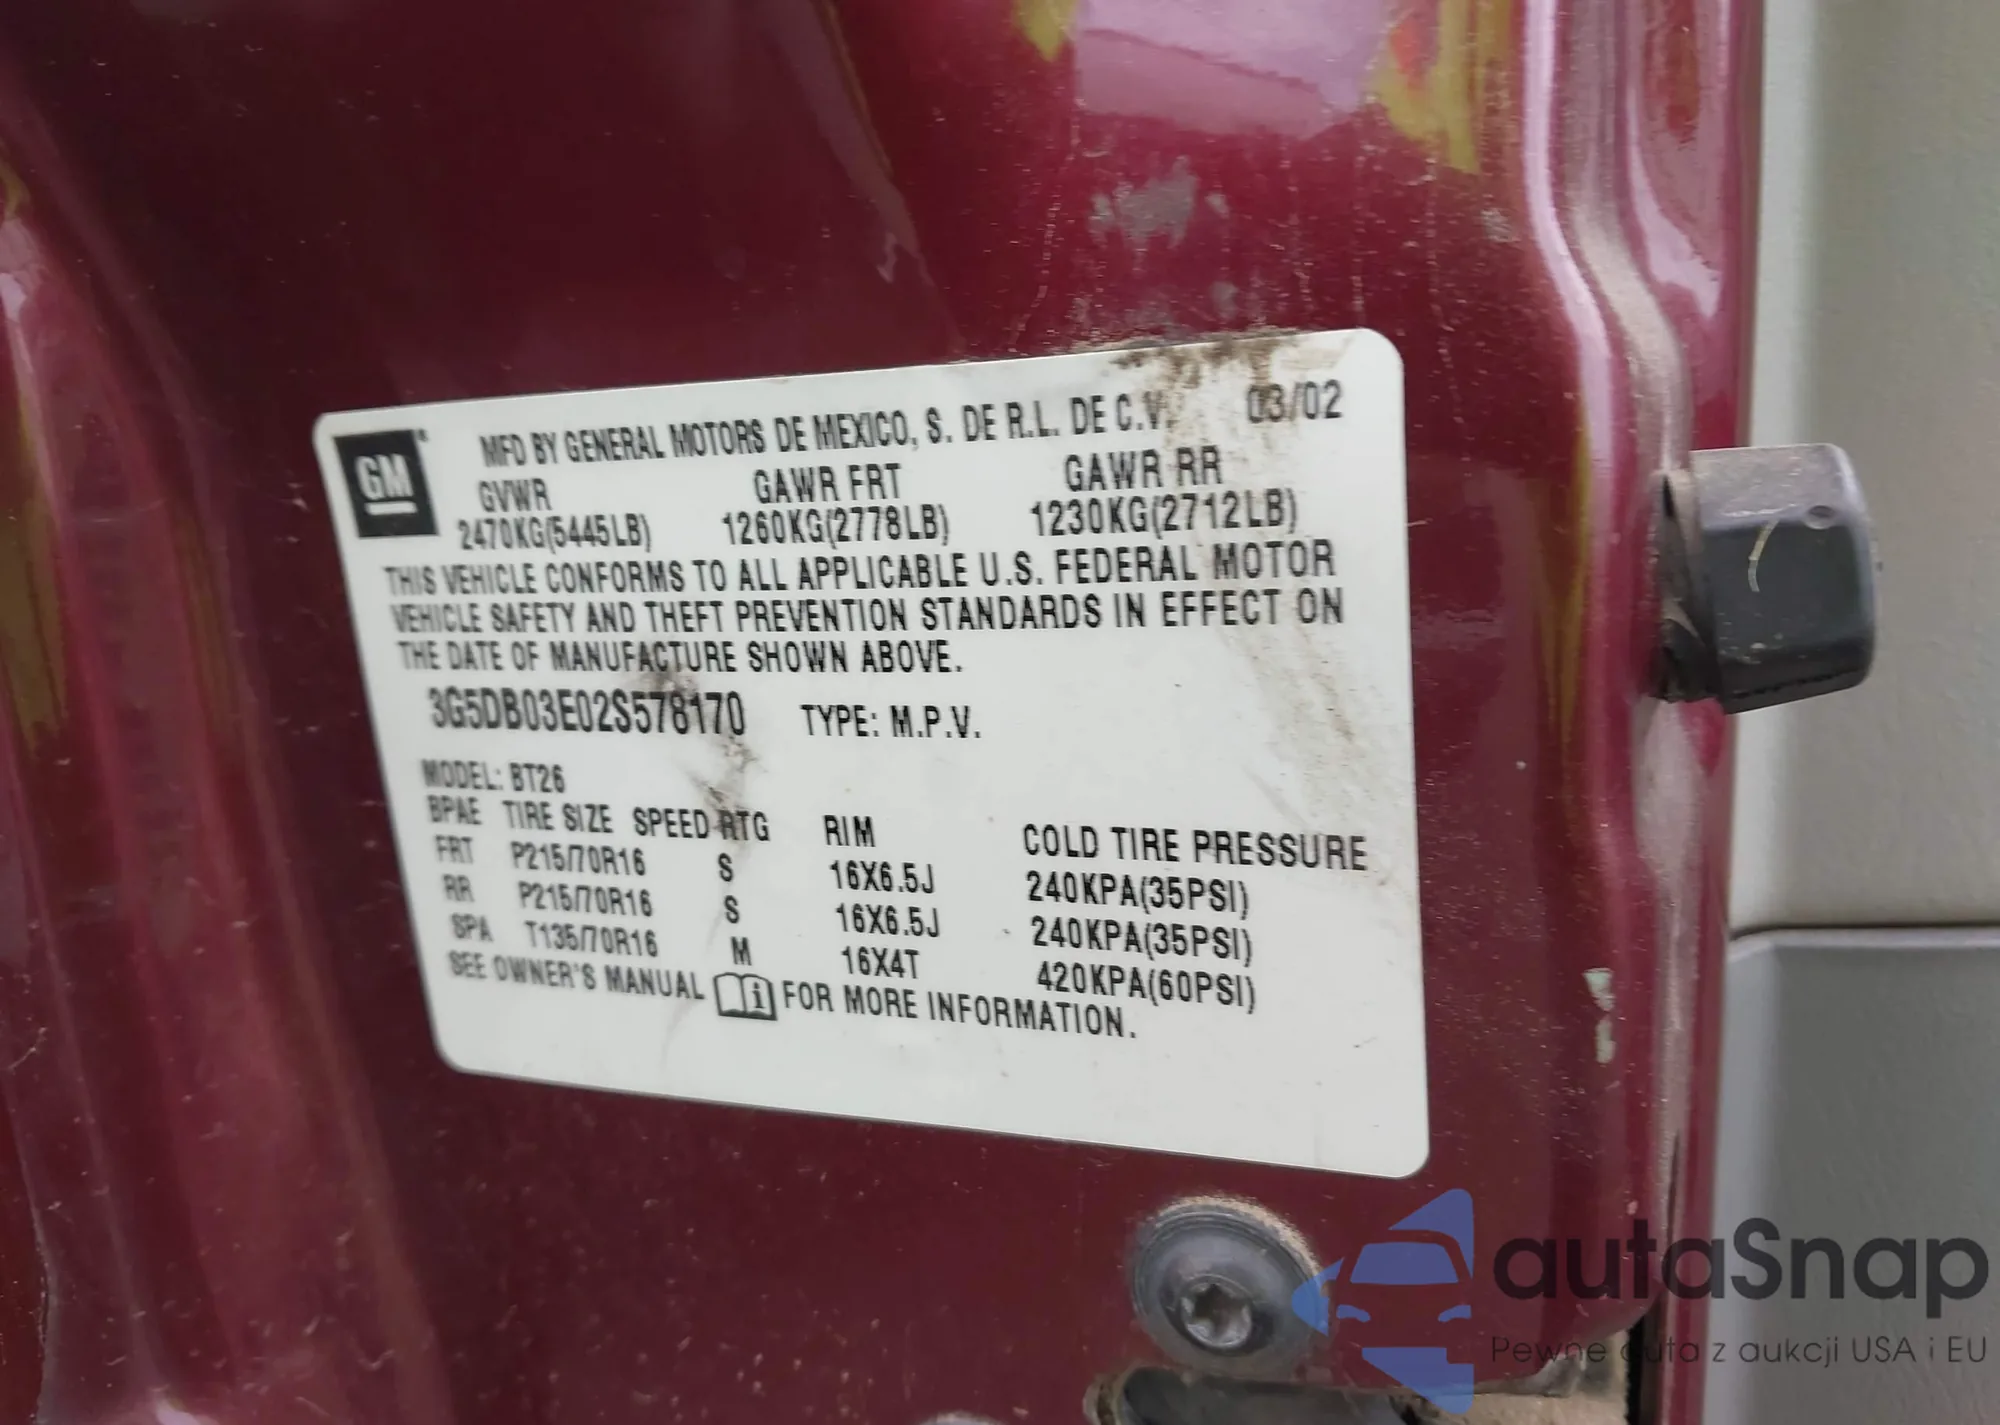 GM
MFD BY GENERAL MOTORS DE MEXICO, S. DE R.L. DE C.V. 03/02
GVWR GAWR FRT GAWR RR
2470KG(5445LB) 1260KG(2778LB) 1230KG(2712LB)
THIS VEHICLE CONFORMS TO ALL APPLICABLE U.S. FEDERAL MOTOR
VEHICLE SAFETY AND THEFT PREVENTION STANDARDS IN EFFECT ON
THE DATE OF MANUFACTURE SHOWN ABOVE.
3G5DB03E02S578170 TYPE: M.P.V.
MODEL: BT26
BPAE TIRE SIZE SPEED RTG RIM COLD TIRE PRESSURE
FRT P215/70R16 S 16X6.5J 240KPA(35PSI)
RR P215/70R16 S 16X6.5J 240KPA(35PSI)
SPA T135/70R16 M 16X4T 420KPA(60PSI)
SEE OWNER'S MANUAL i FOR MORE INFORMATION.
autaSnap
Pewne auta z aukcji USA i EU